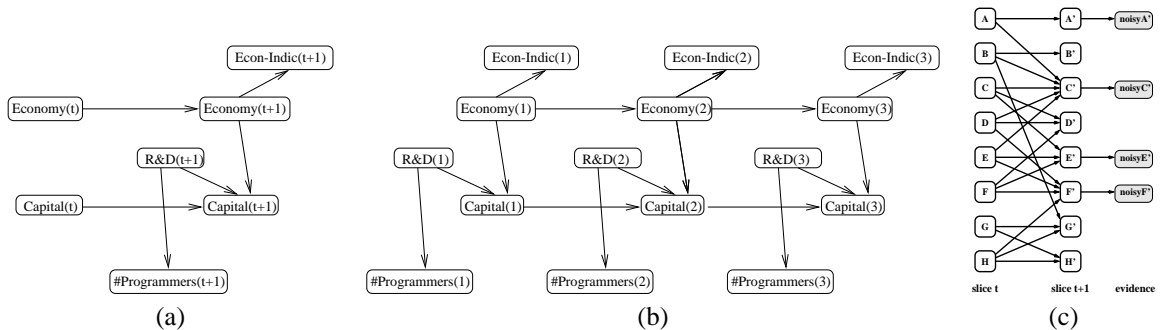 Econ-Indic(t+1)
Economy(t)
Economy(t+1)
R&D(t+1)
Capital(t)
Capital(t+1)
#Programmers(t+1)
(a)
Econ-Indic(1)
Econ-Indic(2)
Econ-Indic(3)
Economy(1)
Economy(2)
Economy(3)
R&D(1)
R&D(2)
R&D(3)
Capital(1)
Capital(2)
Capital(3)
#Programmers(1)
#Programmers(2)
#Programmers(3)
(b)
A A' noisyA'
B B'
C C' noisyC'
D D'
E E' noisyE'
F F' noisyF'
G G'
H H'
slice t slice t+1 evidence
(c)